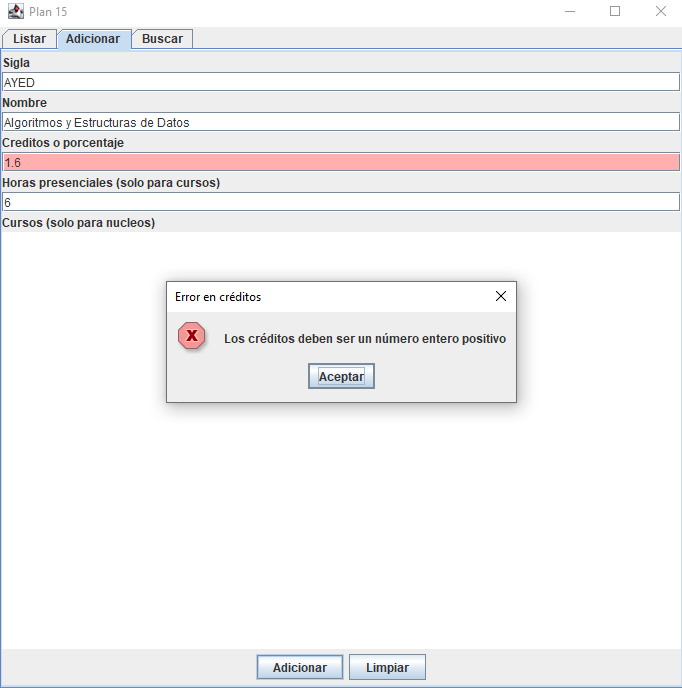 Plan 15
Listar Adicionar Buscar
Sigla
AYED
Nombre
Algoritmos y Estructuras de Datos
Creditos o porcentaje
1.6
Horas presenciales (solo para cursos)
6
Cursos (solo para nucleos)
Error en créditos
Los créditos deben ser un número entero positivo
Aceptar
Adicionar Limpiar